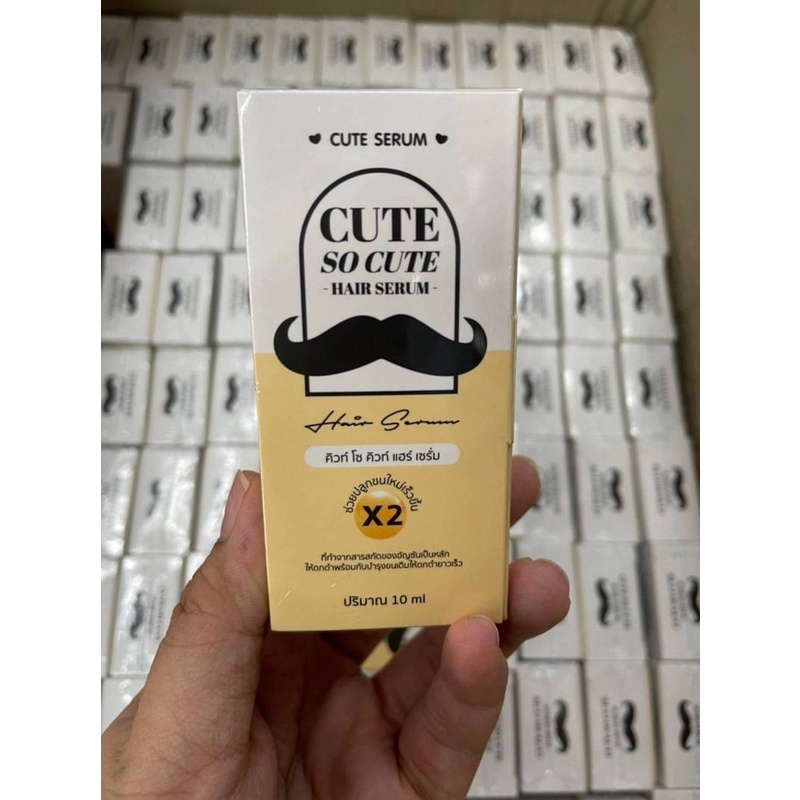 CUTE SERUM
CUTE
SO CUTE
- HAIR SERUM -
Hair Serum
คิวท์ โซ คิวท์ แฮร์ เซรั่ม
ช่วยปลูกขนใหม่เร็วขึ้น
X2
ที่ทำจากสารสกัดของอัญชันเป็นหลัก
ให้ดกดำพร้อมกับบำรุงขนเดิมให้ดกดำยาวเร็ว
ปริมาณ 10 ml